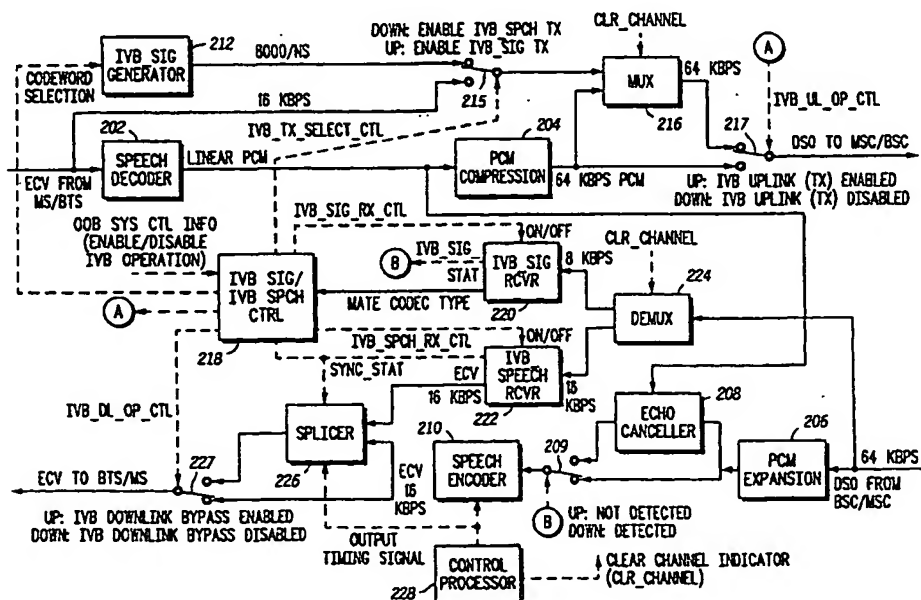 DOWN: ENABLE IVB_SPCH TX
UP: ENABLE IVB_SIG TX
CLR_CHANNEL
A
212
IVB SIG
GENERATOR
8000/NS
CODEWORD
SELECTION
215
MUX
64 KBPS
216
IVB_UL_OP_CTL
16 KBPS
IVB_TX_SELECT_CTL
202
SPEECH
DECODER
LINEAR PCM
204
PCM
COMPRESSION
64 KBPS PCM
217
DSO TO MSC/BSC
UP: IVB UPLINK (TX) ENABLED
DOWN: IVB UPLINK (TX) DISABLED
ECV FROM
MS/BTS
OOB SYS CTL INFO
(ENABLE/DISABLE
IVB OPERATION)
IVB_SIG_RX_CTL
ON/OFF
B
IVB_SIG_
STAT
IVB SIG
RCVR
220
8 KBPS
CLR_CHANNEL
224
DEMUX
IVB SIG/
IVB SPCH
CTRL
218
MATE CODEC TYPE
A
IVB_SPCH_RX_CTL
ON/OFF
SYNC_STAT
IVB
SPEECH
RCVR
222
ECV
16 KBPS
16
KBPS
IVB_DL_OP_CTL
SPLICER
226
208
ECHO
CANCELLER
210
SPEECH
ENCODER
209
206
PCM
EXPANSION
64 KBPS
DSO FROM
BSC/MSC
ECV TO BTS/MS
227
ECV
16
KBPS
B
UP: NOT DETECTED
DOWN: DETECTED
UP: IVB DOWNLINK BYPASS ENABLED
DOWN: IVB DOWNLINK BYPASS DISABLED
OUTPUT
TIMING SIGNAL
CONTROL
PROCESSOR
228
CLEAR CHANNEL INDICATOR
(CLR_CHANNEL)